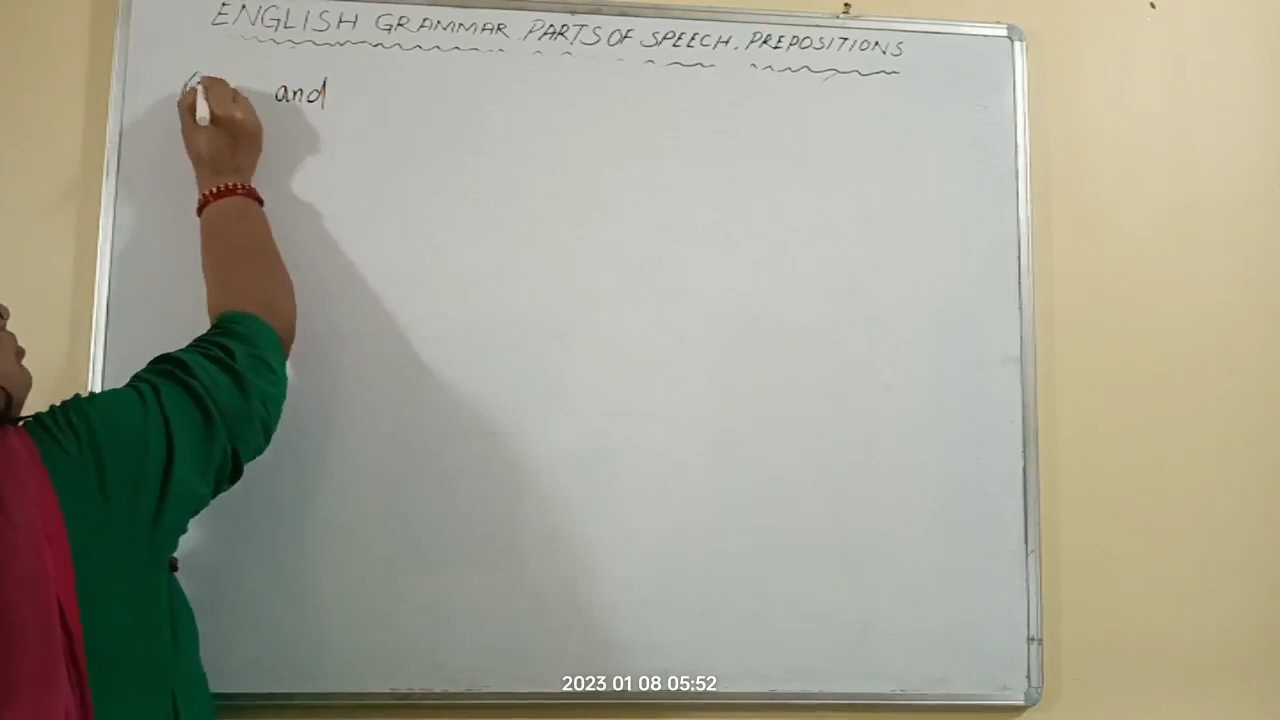 ENGLISH GRAMMAR PARTS OF SPEECH. PREPOSITIONS
and
2023 01 08 05:52